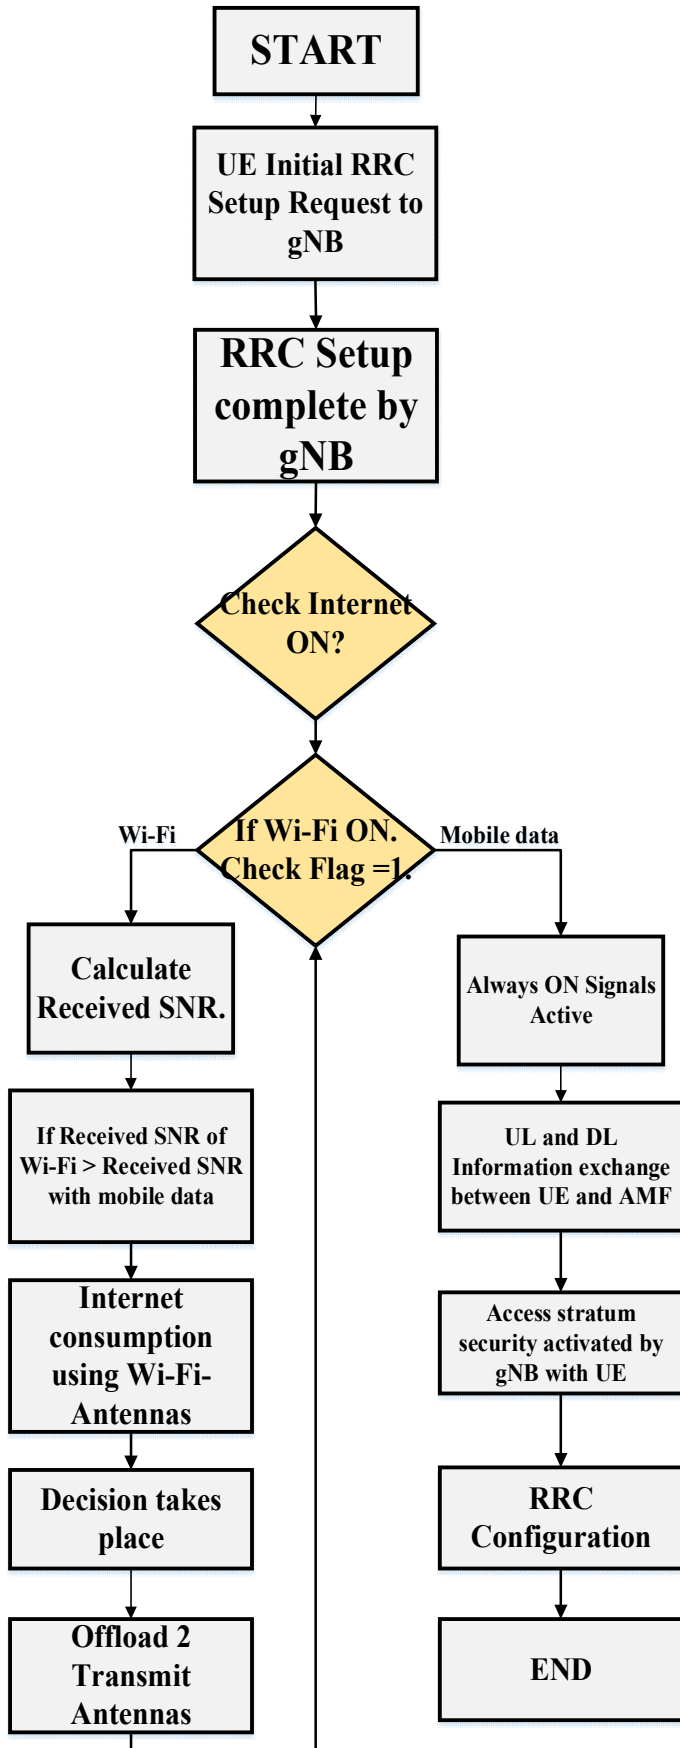 START
UE Initial RRC
Setup Request to
gNB
RRC Setup
complete by
gNB
Check Internet
ON?
If Wi-Fi ON.
Check Flag =1.
Wi-Fi
Mobile data
Calculate
Received SNR.
If Received SNR of
Wi-Fi > Received SNR
with mobile data
Internet
consumption
using Wi-Fi-
Antennas
Decision takes
place
Offload 2
Transmit
Antennas
Always ON Signals
Active
UL and DL
Information exchange
between UE and AMF
Access stratum
security activated by
gNB with UE
RRC
Configuration
END